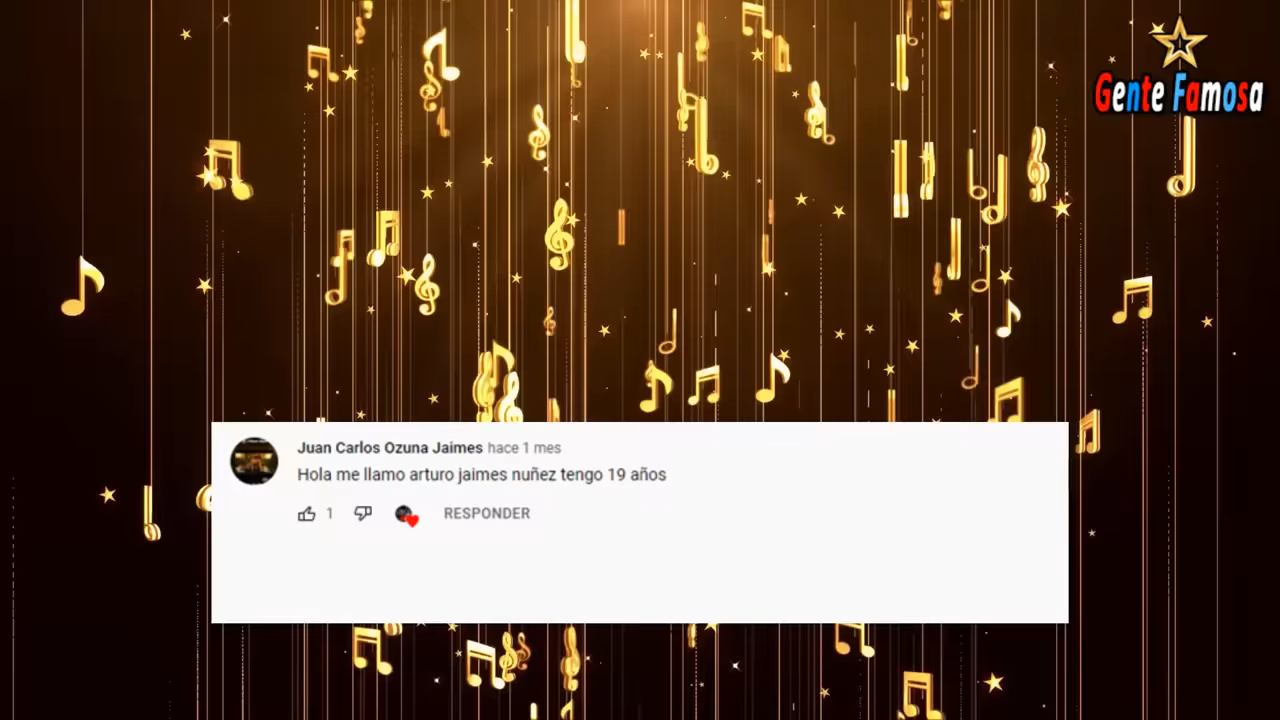 Gente Famosa
Juan Carlos Ozuna Jaimes hace 1 mes
Hola me llamo arturo jaimes nuñez tengo 19 años
1 RESPONDER